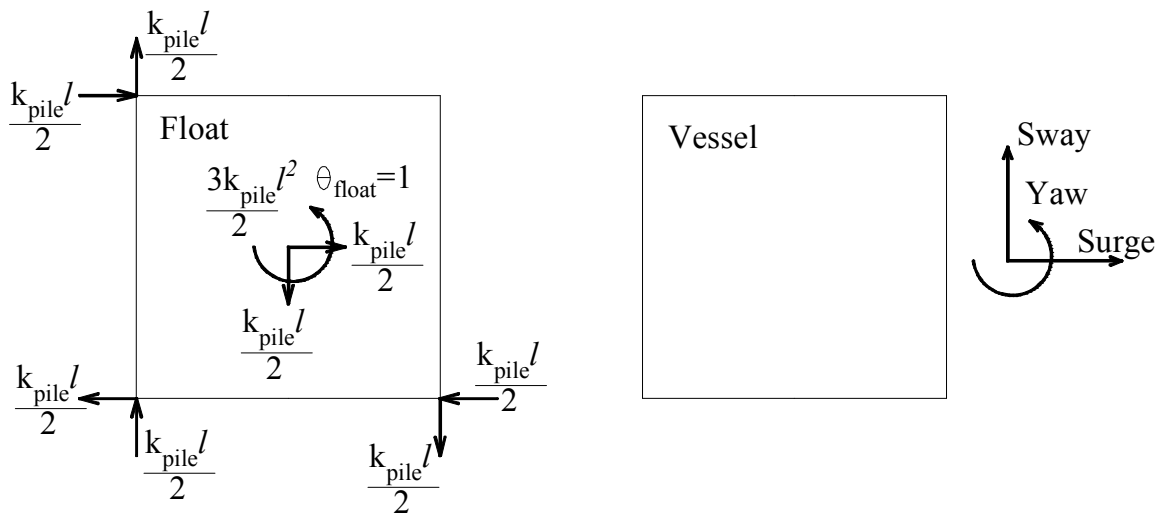 k_pile l
2
k_pile l
2
Float
3k_pile l²
2
θ_float=1
k_pile l
2
k_pile l
2
k_pile l
2
k_pile l
2
k_pile l
2
k_pile l
2
Vessel
Sway
Yaw
Surge